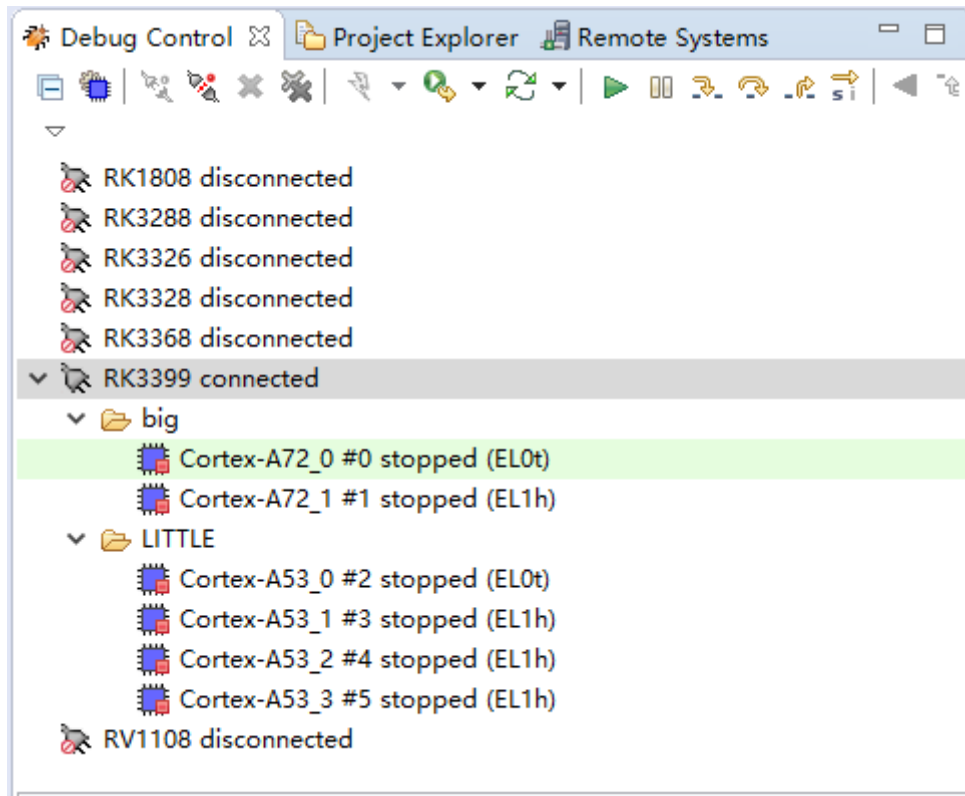 Debug Control Project Explorer Remote Systems
s i
RK1808 disconnected
RK3288 disconnected
RK3326 disconnected
RK3328 disconnected
RK3368 disconnected
RK3399 connected
big
Cortex-A72_0 #0 stopped (EL0t)
Cortex-A72_1 #1 stopped (EL1h)
LITTLE
Cortex-A53_0 #2 stopped (EL0t)
Cortex-A53_1 #3 stopped (EL1h)
Cortex-A53_2 #4 stopped (EL1h)
Cortex-A53_3 #5 stopped (EL1h)
RV1108 disconnected